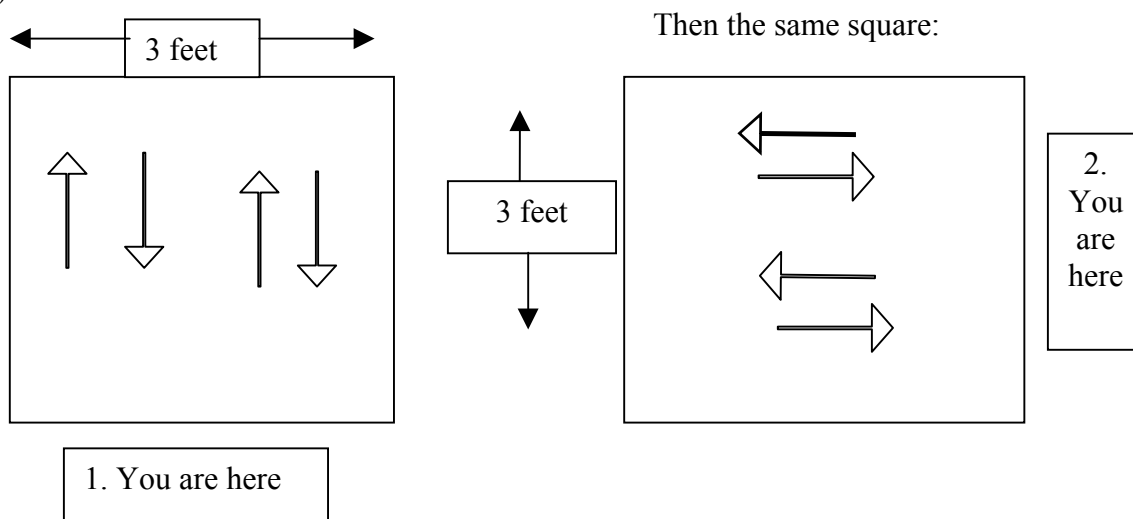 3 feet
Then the same square:
3 feet
2.
You
are
here
1. You are here